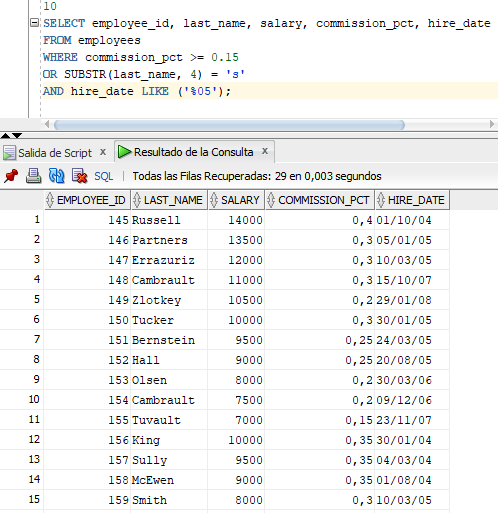 10
SELECT employee_id, last_name, salary, commission_pct, hire_date
FROM employees
WHERE commission_pct >= 0.15
OR SUBSTR(last_name, 4) = 's'
AND hire_date LIKE ('%05');
Salida de Script x Resultado de la Consulta x
SQL | Todas las Filas Recuperadas: 29 en 0,003 segundos
EMPLOYEE_ID LAST_NAME SALARY COMMISSION_PCT HIRE_DATE
1 145 Russell 14000 0,4 01/10/04
2 146 Partners 13500 0,3 05/01/05
3 147 Errazuriz 12000 0,3 10/03/05
4 148 Cambrault 11000 0,3 15/10/07
5 149 Zlotkey 10500 0,2 29/01/08
6 150 Tucker 10000 0,3 30/01/05
7 151 Bernstein 9500 0,25 24/03/05
8 152 Hall 9000 0,25 20/08/05
9 153 Olsen 8000 0,2 30/03/06
10 154 Cambrault 7500 0,2 09/12/06
11 155 Tuvault 7000 0,15 23/11/07
12 156 King 10000 0,35 30/01/04
13 157 Sully 9500 0,35 04/03/04
14 158 McEwen 9000 0,35 01/08/04
15 159 Smith 8000 0,3 10/03/05